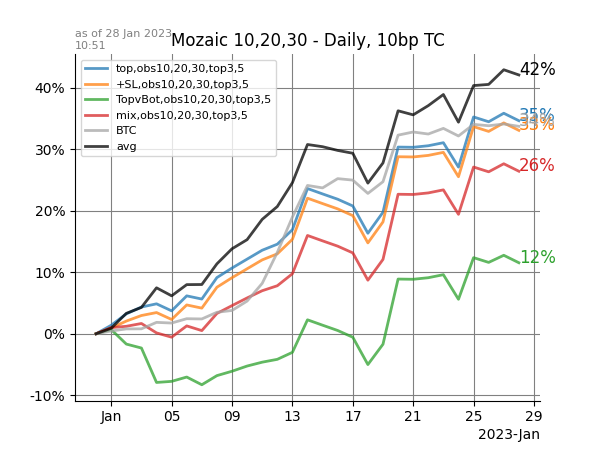 as of 28 Jan 2023
10:51
Mozaic 10,20,30 - Daily, 10bp TC
top,obs10,20,30,top3,5
+SL,obs10,20,30,top3,5
TopvBot,obs10,20,30,top3,5
mix,obs10,20,30,top3,5
BTC
avg
40%
30%
20%
10%
0%
-10%
42%
35%
33%
26%
12%
Jan
05
09
13
17
21
25
29
2023-Jan